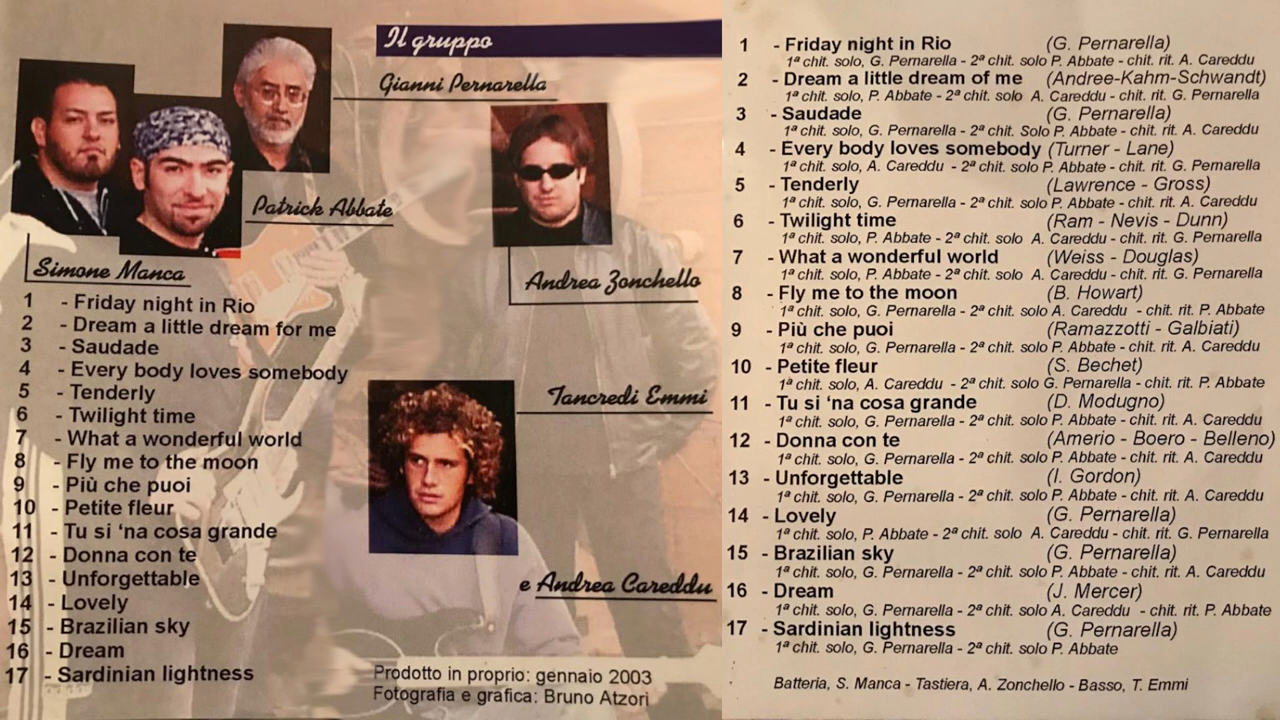 Il gruppo
Gianni Pernarella
Patrick Abbate
Simone Manca
Andrea Zonchello
Tancredi Emmi
e Andrea Careddu
1 - Friday night in Rio
2 - Dream a little dream for me
3 - Saudade
4 - Every body loves somebody
5 - Tenderly
6 - Twilight time
7 - What a wonderful world
8 - Fly me to the moon
9 - Più che puoi
10 - Petite fleur
11 - Tu si ‘na cosa grande
12 - Donna con te
13 - Unforgettable
14 - Lovely
15 - Brazilian sky
16 - Dream
17 - Sardinian lightness
Prodotto in proprio: gennaio 2003
Fotografia e grafica: Bruno Atzori
1 - Friday night in Rio (G. Pernarella)
1ª chit. solo, G. Pernarella - 2ª chit. solo P. Abbate - chit. rit. A. Careddu
2 - Dream a little dream of me (Andree-Kahm-Schwandt)
1ª chit. solo, P. Abbate - 2ª chit. solo A. Careddu - chit. rit. G. Pernarella
3 - Saudade (G. Pernarella)
1ª chit. solo, G. Pernarella - 2ª chit. Solo P. Abbate - chit. rit. A. Careddu
4 - Every body loves somebody (Turner - Lane)
1ª chit. solo, A. Careddu - 2ª chit. solo P. Abbate - chit. rit. G. Pernarella
5 - Tenderly (Lawrence - Gross)
1ª chit. solo, G. Pernarella - 2ª chit. solo P. Abbate - chit. rit. A. Careddu
6 - Twilight time (Ram - Nevis - Dunn)
1ª chit. solo, P. Abbate - 2ª chit. solo A. Careddu - chit. rit. G. Pernarella
7 - What a wonderful world (Weiss - Douglas)
1ª chit. solo, P. Abbate - 2ª chit. solo A. Careddu - chit. rit. G. Pernarella
8 - Fly me to the moon (B. Howart)
1ª chit. solo, G. Pernarella - 2ª chit. solo A. Careddu - chit. rit. P. Abbate
9 - Più che puoi (Ramazzotti - Galbiati)
1ª chit. solo, G. Pernarella - 2ª chit. solo P. Abbate - chit. rit. A. Careddu
10 - Petite fleur (S. Bechet)
1ª chit. solo, A. Careddu - 2ª chit. solo G. Pernarella - chit. rit. P. Abbate
11 - Tu si ‘na cosa grande (D. Modugno)
1ª chit. solo, G. Pernarella - 2ª chit. solo P. Abbate - chit. rit. A. Careddu
12 - Donna con te (Amerio - Boero - Belleno)
1ª chit. solo, G. Pernarella - 2ª chit. solo P. Abbate - chit. rit. A. Careddu
13 - Unforgettable (I. Gordon)
1ª chit. solo, G. Pernarella - 2ª chit. solo P. Abbate - chit. rit. A. Careddu
14 - Lovely (G. Pernarella)
1ª chit. solo, P. Abbate - 2ª chit. solo A. Careddu - chit. rit. G. Pernarella
15 - Brazilian sky (G. Pernarella)
1ª chit. solo, G. Pernarella - 2ª chit. solo P. Abbate - chit. rit. A. Careddu
16 - Dream (J. Mercer)
1ª chit. solo, G. Pernarella - 2ª chit. solo A. Careddu - chit. rit. P. Abbate
17 - Sardinian lightness (G. Pernarella)
1ª chit. solo, G. Pernarella - 2ª chit. solo P. Abbate
Batteria, S. Manca - Tastiera, A. Zonchello - Basso, T. Emmi